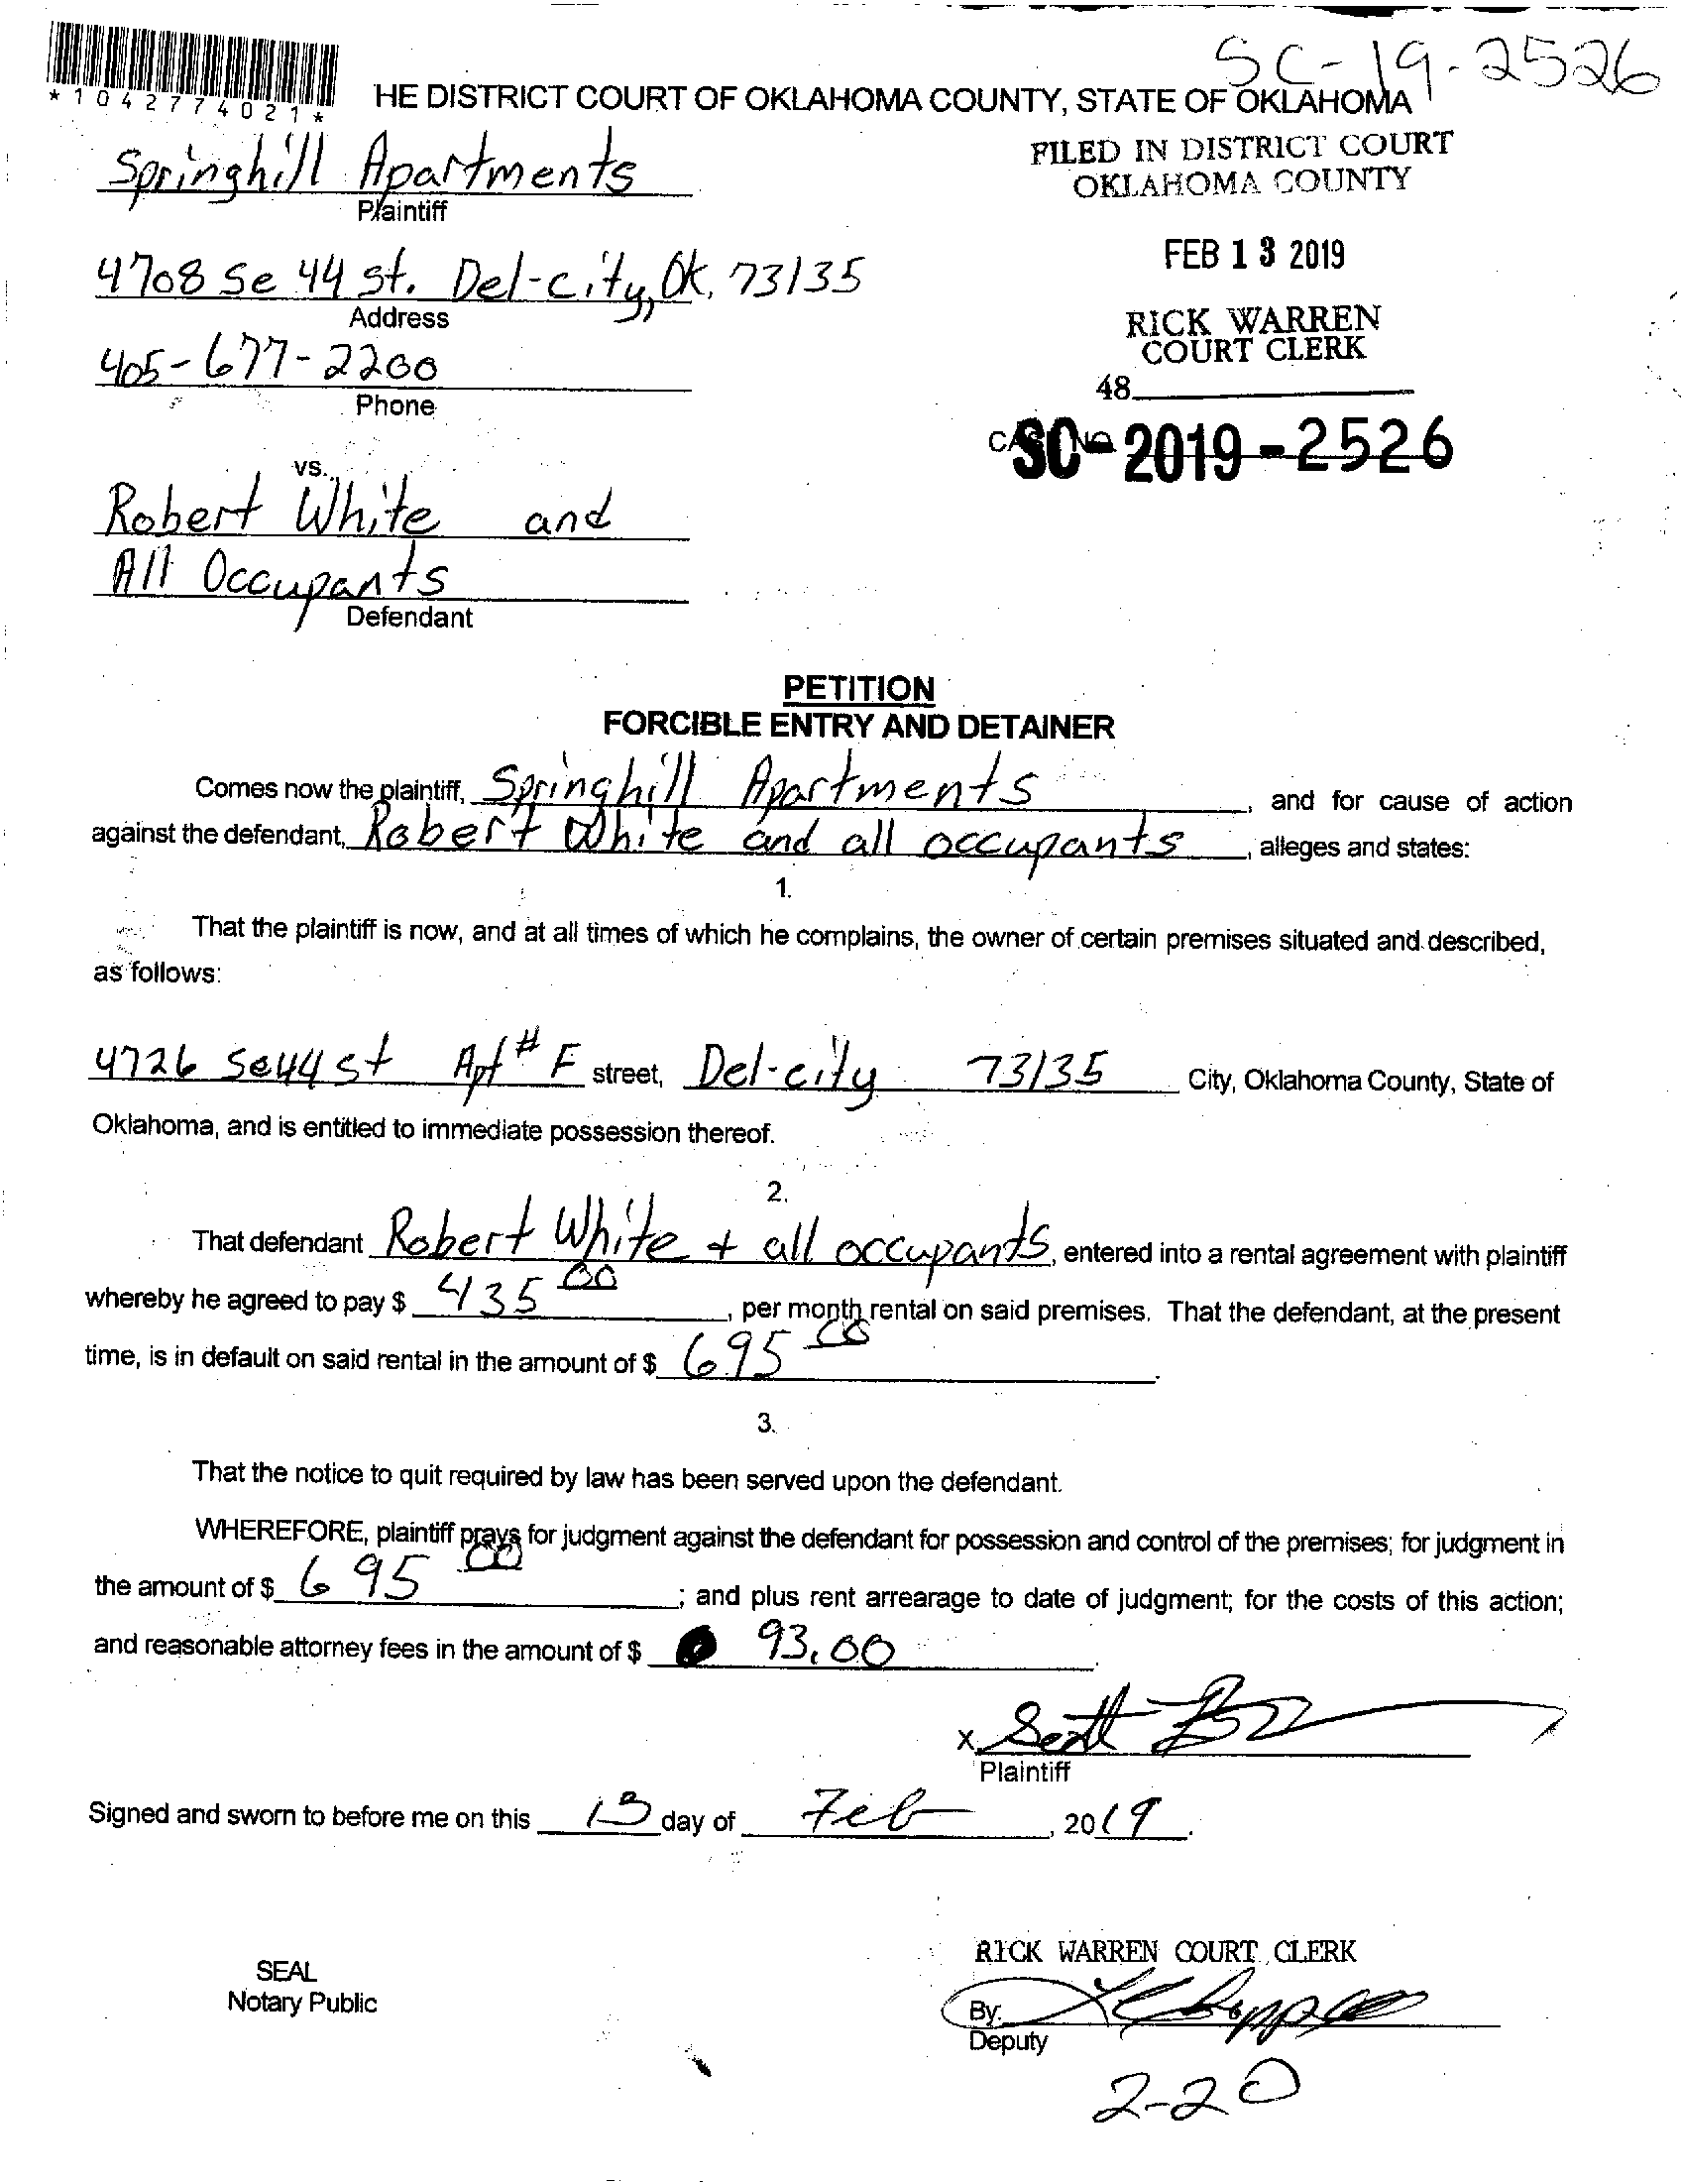 SC-19-2526
*1042774021*
HE DISTRICT COURT OF OKLAHOMA COUNTY, STATE OF OKLAHOMA
Springhill Apartments
Plaintiff
FILED IN DISTRICT COURT
OKLAHOMA COUNTY
4708 Se 44 st. Del-city, Ok, 73135
Address
FEB 13 2019
405-677-2200
Phone
RICK WARREN
COURT CLERK
48
SC-2019-2526
vs.
Robert White and
All Occupants
Defendant
PETITION
FORCIBLE ENTRY AND DETAINER
Comes now the plaintiff, Springhill Apartments, and for cause of action
against the defendant, Robert White and all occupants, alleges and states:
1.
That the plaintiff is now, and at all times of which he complains, the owner of certain premises situated and described,
as follows:
4726 Se 44 st Apt # F street, Del-city 73135 City, Oklahoma County, State of
Oklahoma, and is entitled to immediate possession thereof.
2.
That defendant Robert White + all occupants, entered into a rental agreement with plaintiff
whereby he agreed to pay $ 435 00, per month rental on said premises. That the defendant, at the present
time, is in default on said rental in the amount of $ 695 00.
3.
That the notice to quit required by law has been served upon the defendant.
WHEREFORE, plaintiff prays for judgment against the defendant for possession and control of the premises; for judgment in
the amount of $ 695 00; and plus rent arrearage to date of judgment; for the costs of this action;
and reasonable attorney fees in the amount of $ 93.00.
X Scott
Plaintiff
Signed and sworn to before me on this 13 day of Feb, 2019.
SEAL
Notary Public
RICK WARREN COURT CLERK
By:
Deputy
2-20